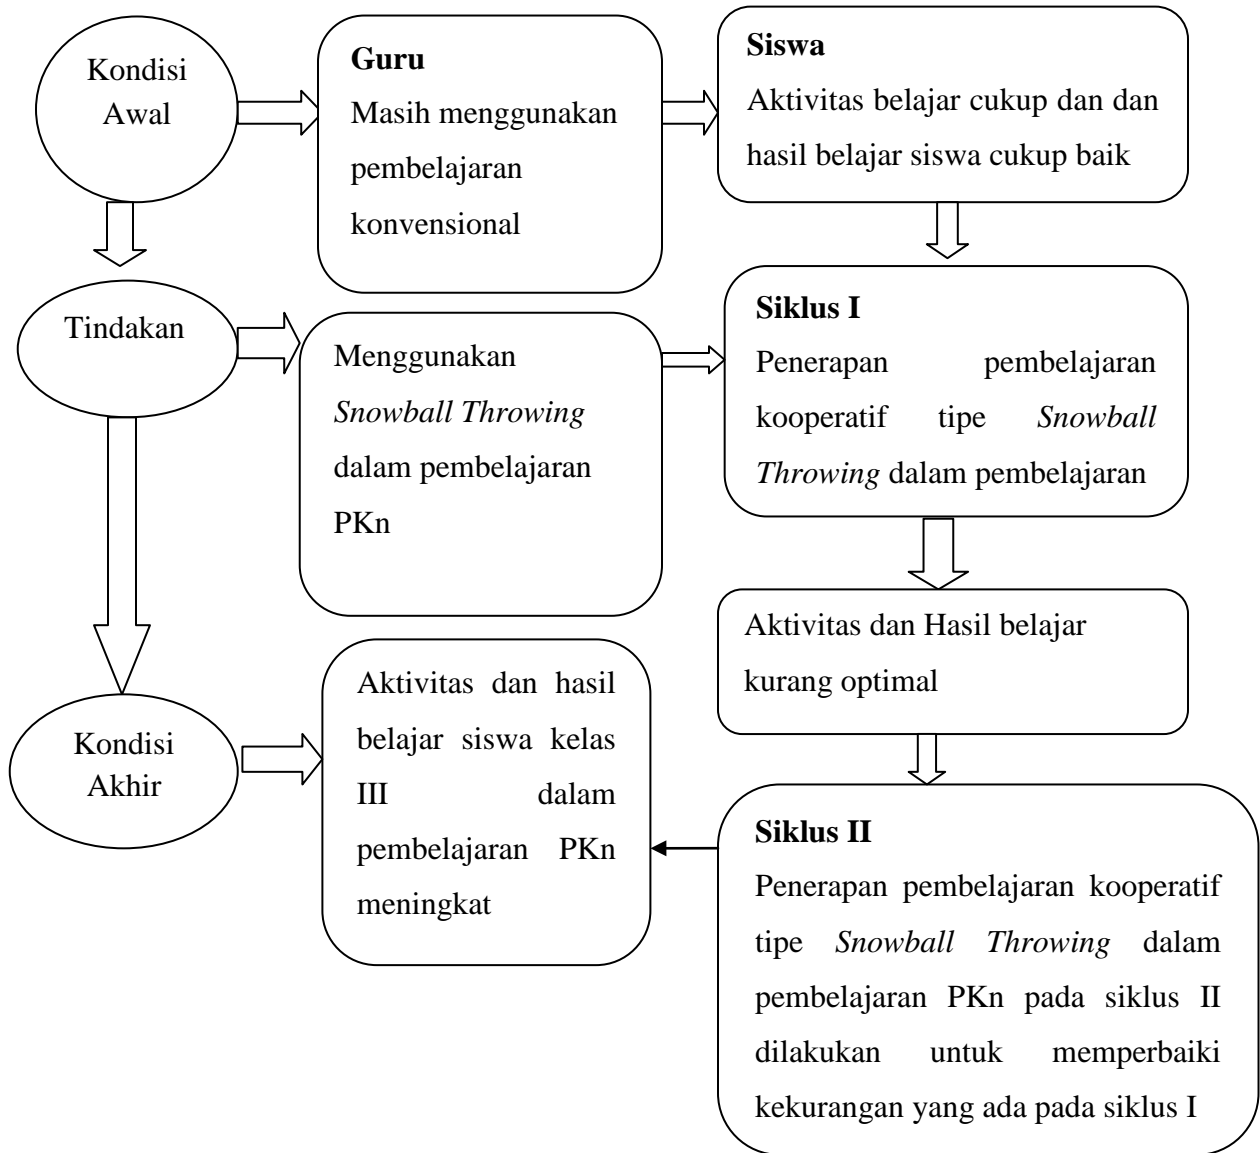 Kondisi
Awal
Guru
Masih menggunakan
pembelajaran
konvensional
Siswa
Aktivitas belajar cukup dan dan
hasil belajar siswa cukup baik
Tindakan
Menggunakan
Snowball Throwing
dalam pembelajaran
PKn
Siklus I
Penerapan pembelajaran
kooperatif tipe Snowball
Throwing dalam pembelajaran
Aktivitas dan Hasil belajar
kurang optimal
Kondisi
Akhir
Aktivitas dan hasil
belajar siswa kelas
III dalam
pembelajaran PKn
meningkat
Siklus II
Penerapan pembelajaran kooperatif
tipe Snowball Throwing dalam
pembelajaran PKn pada siklus II
dilakukan untuk memperbaiki
kekurangan yang ada pada siklus I